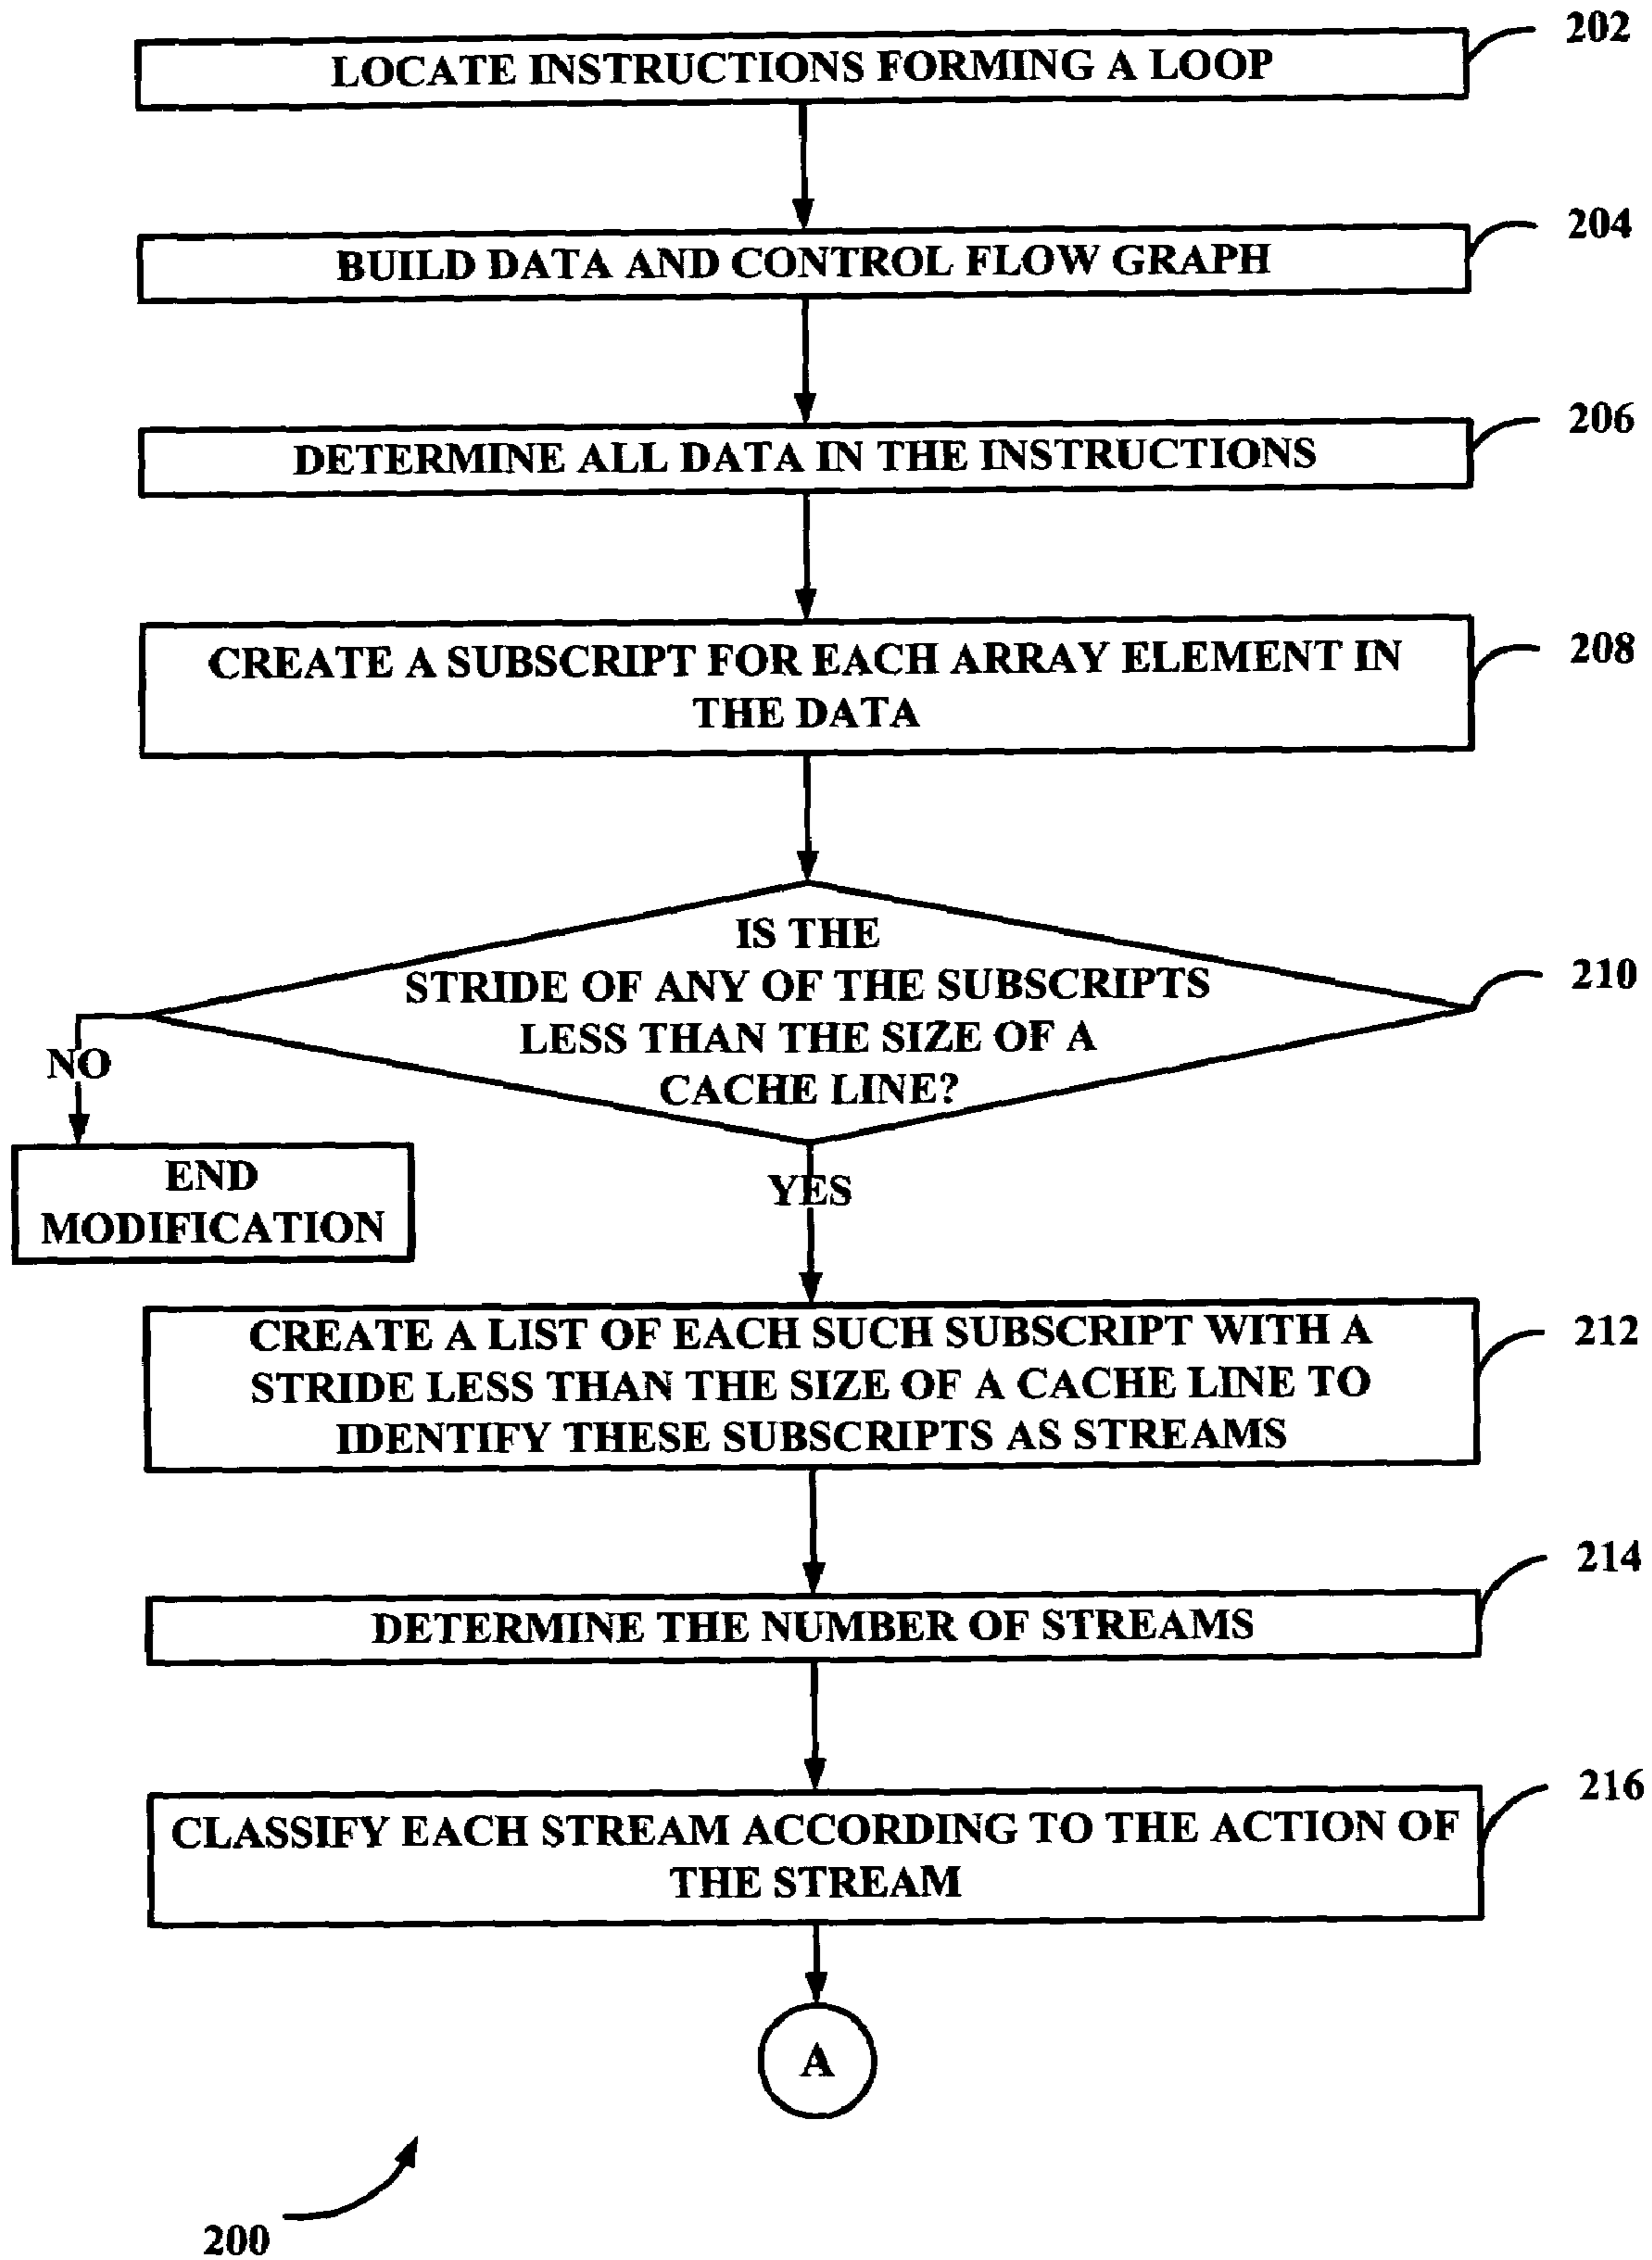 202
LOCATE INSTRUCTIONS FORMING A LOOP
204
BUILD DATA AND CONTROL FLOW GRAPH
206
DETERMINE ALL DATA IN THE INSTRUCTIONS
208
CREATE A SUBSCRIPT FOR EACH ARRAY ELEMENT IN
THE DATA
210
IS THE
STRIDE OF ANY OF THE SUBSCRIPTS
LESS THAN THE SIZE OF A
CACHE LINE?
NO
END
MODIFICATION
YES
212
CREATE A LIST OF EACH SUCH SUBSCRIPT WITH A
STRIDE LESS THAN THE SIZE OF A CACHE LINE TO
IDENTIFY THESE SUBSCRIPTS AS STREAMS
214
DETERMINE THE NUMBER OF STREAMS
216
CLASSIFY EACH STREAM ACCORDING TO THE ACTION OF
THE STREAM
A
200